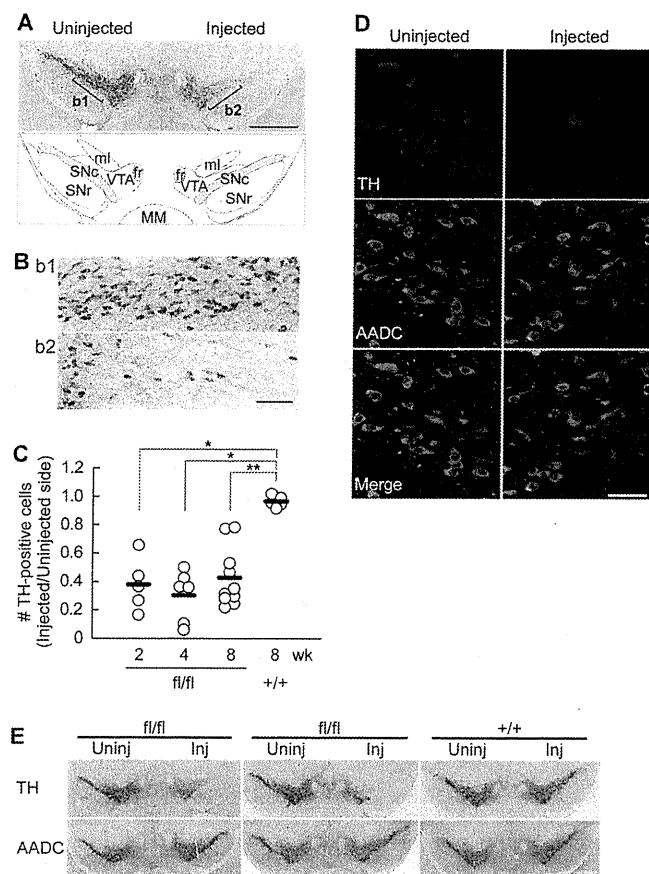 A
Uninjected Injected
b1 b2
ml ml
fr fr
SNc VTA VTA SNc
SNr SNr
MM
B
b1
b2
C
# TH-positive cells
(Injected/Uninjected side)
1.2
1.0
0.8
0.6
0.4
0.2
0
*
*
**
2 4 8 8 wk
fl/fl +/+
D
Uninjected Injected
TH
AADC
Merge
E
fl/fl fl/fl +/+
Uninj Inj Uninj Inj Uninj Inj
TH
AADC